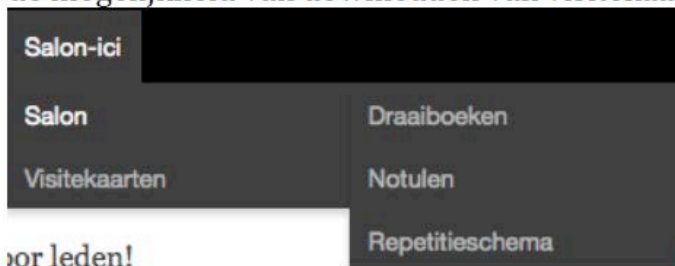 Salon-ici
Salon
Visitekaarten
Draaiboeken
Notulen
Repetitieschema
oor leden!